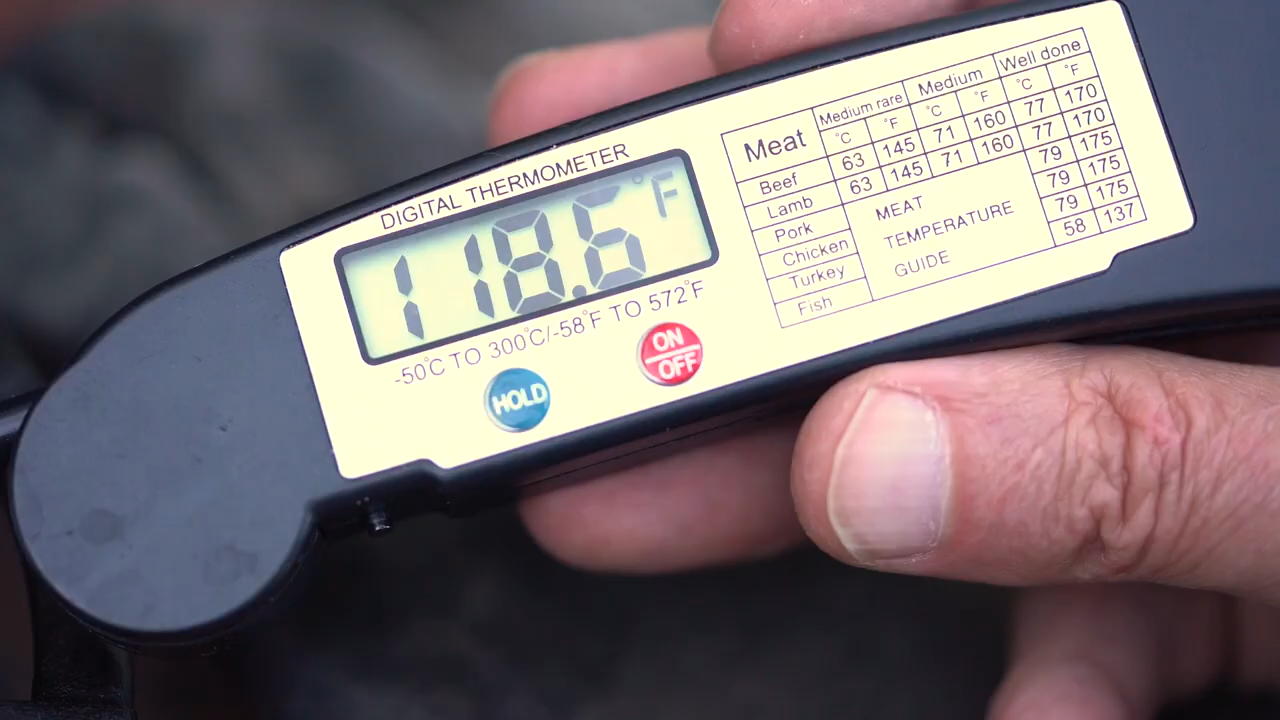 DIGITAL THERMOMETER
118.6 °F
-50°C TO 300°C/-58°F TO 572°F
HOLD
ON
OFF
Meat Medium rare Medium Well done
°C °F °C °F °C °F
Beef 63 145 71 160 77 170
Lamb 63 145 71 160 77 170
Pork 79 175
Chicken 79 175
Turkey 79 175
Fish 58 137
MEAT
TEMPERATURE
GUIDE